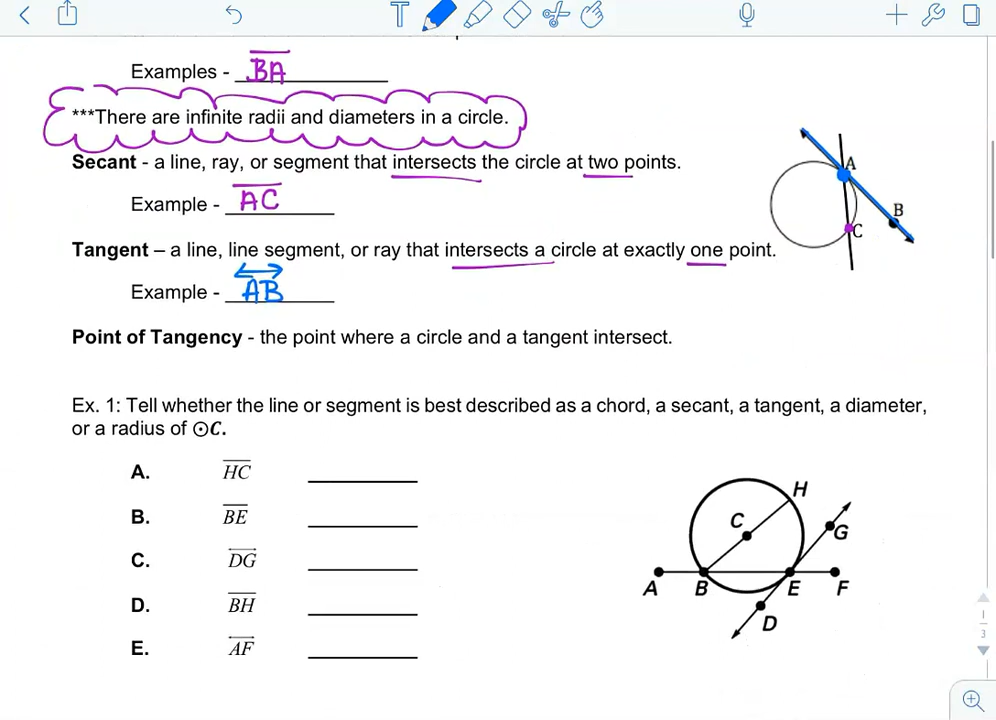 Examples - BA
***There are infinite radii and diameters in a circle.
Secant - a line, ray, or segment that intersects the circle at two points.
Example - AC
Tangent – a line, line segment, or ray that intersects a circle at exactly one point.
Example - AB
Point of Tangency - the point where a circle and a tangent intersect.
A
B
C
Ex. 1: Tell whether the line or segment is best described as a chord, a secant, a tangent, a diameter,
or a radius of ⊙C.
A. HC
B. BE
C. DG
D. BH
E. AF
H
C
G
A B E F
D
1
3